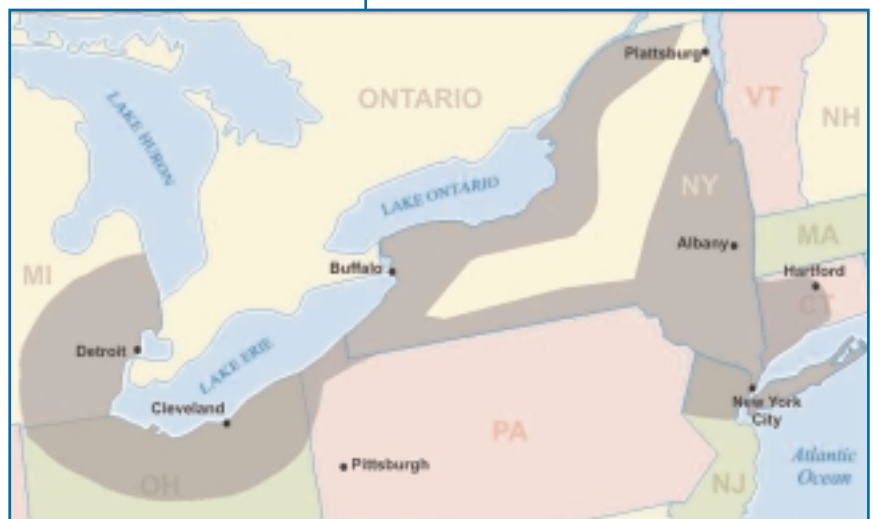 Plattsburg
ONTARIO
VT
NH
LAKE HURON
LAKE ONTARIO
NY
MA
Albany
Buffalo
Hartford
MI
CT
Detroit
LAKE ERIE
Cleveland
New York
City
PA
Pittsburgh
Atlantic
Ocean
OH
NJ